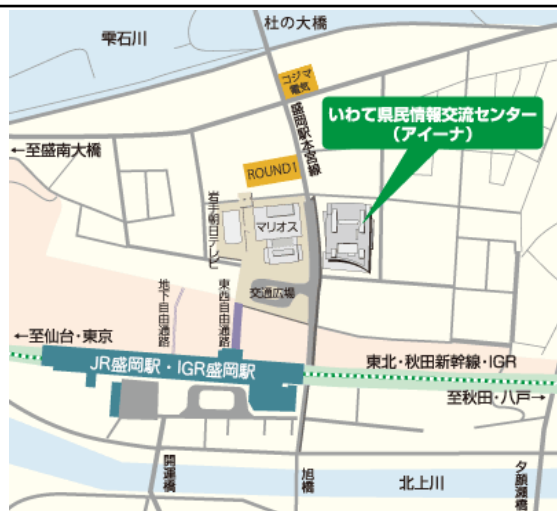 杜の大橋
雫石川
コジマ
電気
盛岡駅本宮線
いわて県民情報交流センター
(アイーナ)
←至盛南大橋
ROUND1
岩手朝日テレビ
マリオス
交通広場
地下自由通路
東西自由通路
←至仙台・東京
JR盛岡駅・IGR盛岡駅
東北・秋田新幹線・IGR
至秋田・八戸→
開運橋
旭橋
北上川
夕顔瀬橋